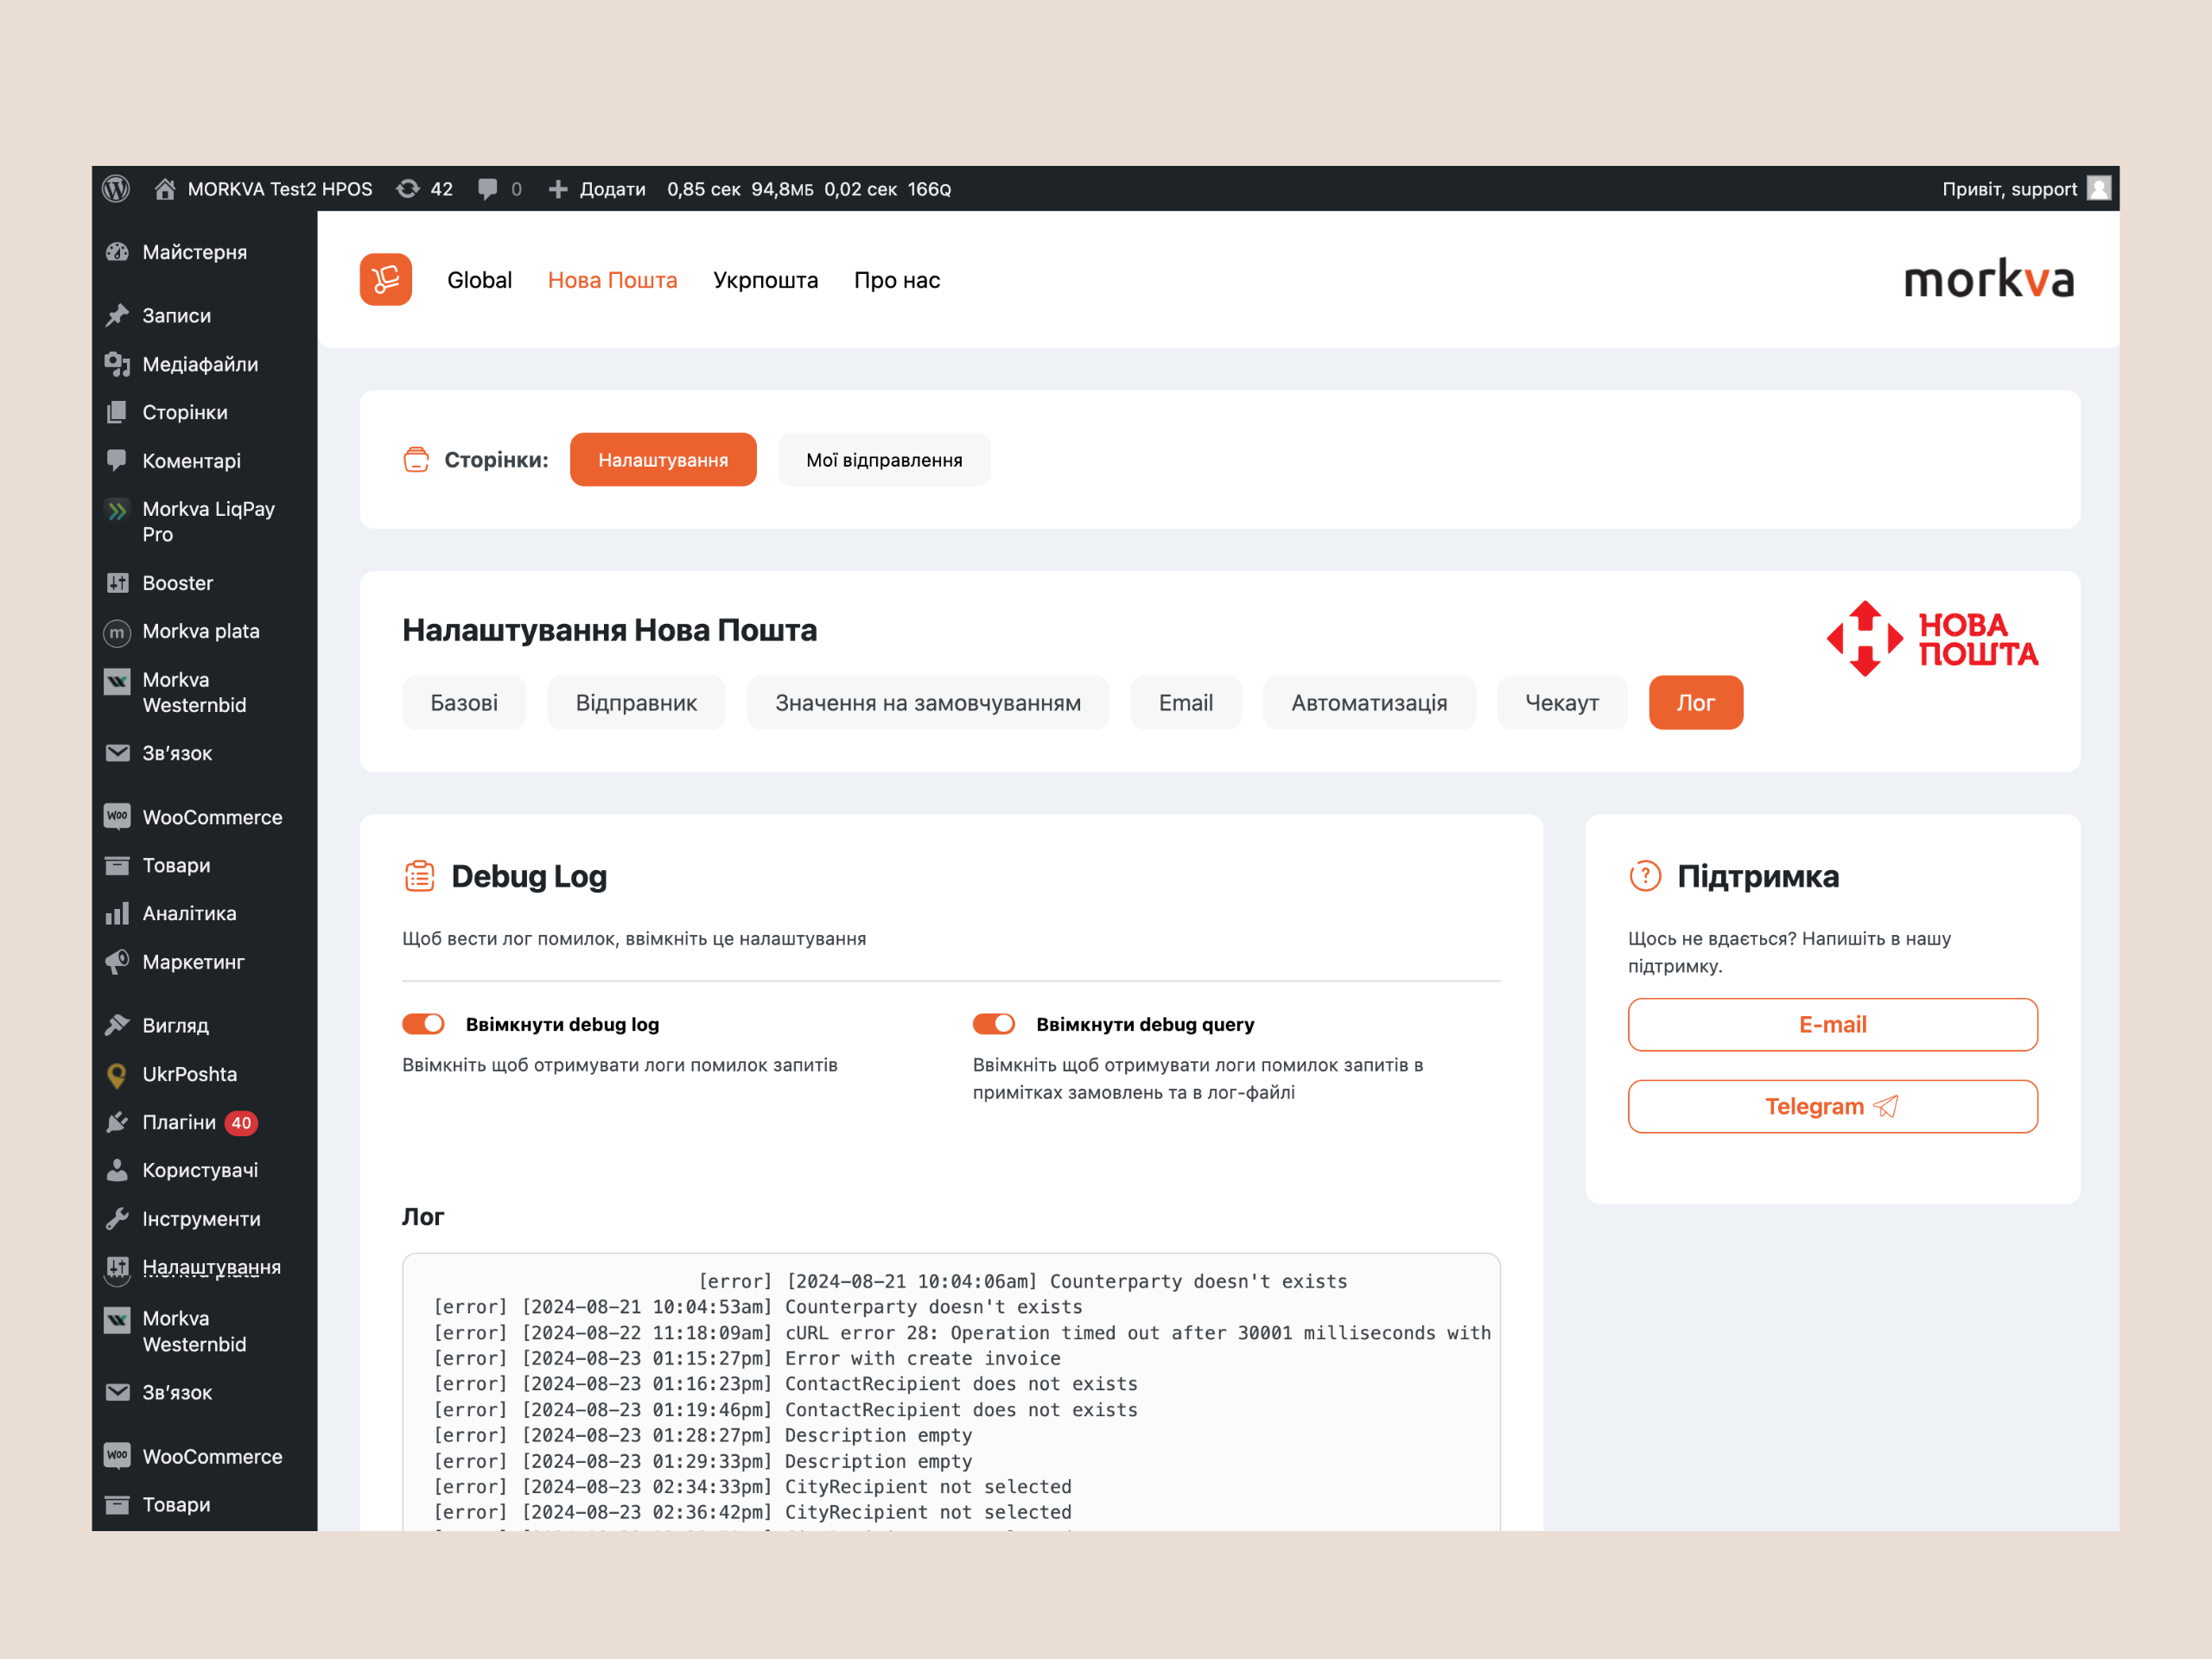 MORKVA Test2 HPOS 42 0 Додати 0,85 сек 94,8МБ 0,02 сек 166Q Привіт, support
Майстерня
Записи
Медіафайли
Сторінки
Коментарі
Morkva LiqPay
Pro
Booster
Morkva plata
Morkva
Westernbid
Зв’язок
WooCommerce
Товари
Аналітика
Маркетинг
Вигляд
UkrPoshta
Плагіни 40
Користувачі
Інструменти
Налаштування
Morkva
Westernbid
Зв’язок
WooCommerce
Товари
Global Нова Пошта Укрпошта Про нас
morkva
Сторінки: Налаштування Мої відправлення
Налаштування Нова Пошта
НОВА
ПОШТА
Базові Відправник Значення на замовчуванням Email Автоматизація Чекаут Лог
Debug Log
Щоб вести лог помилок, ввімкніть це налаштування
Ввімкнути debug log
Ввімкніть щоб отримувати логи помилок запитів
Ввімкнути debug query
Ввімкніть щоб отримувати логи помилок запитів в
примітках замовлень та в лог-файлі
Лог
[error] [2024-08-21 10:04:06am] Counterparty doesn't exists
[error] [2024-08-21 10:04:53am] Counterparty doesn't exists
[error] [2024-08-22 11:18:09am] cURL error 28: Operation timed out after 30001 milliseconds with
[error] [2024-08-23 01:15:27pm] Error with create invoice
[error] [2024-08-23 01:16:23pm] ContactRecipient does not exists
[error] [2024-08-23 01:19:46pm] ContactRecipient does not exists
[error] [2024-08-23 01:28:27pm] Description empty
[error] [2024-08-23 01:29:33pm] Description empty
[error] [2024-08-23 02:34:33pm] CityRecipient not selected
[error] [2024-08-23 02:36:42pm] CityRecipient not selected
Підтримка
Щось не вдається? Напишіть в нашу
підтримку.
E-mail
Telegram